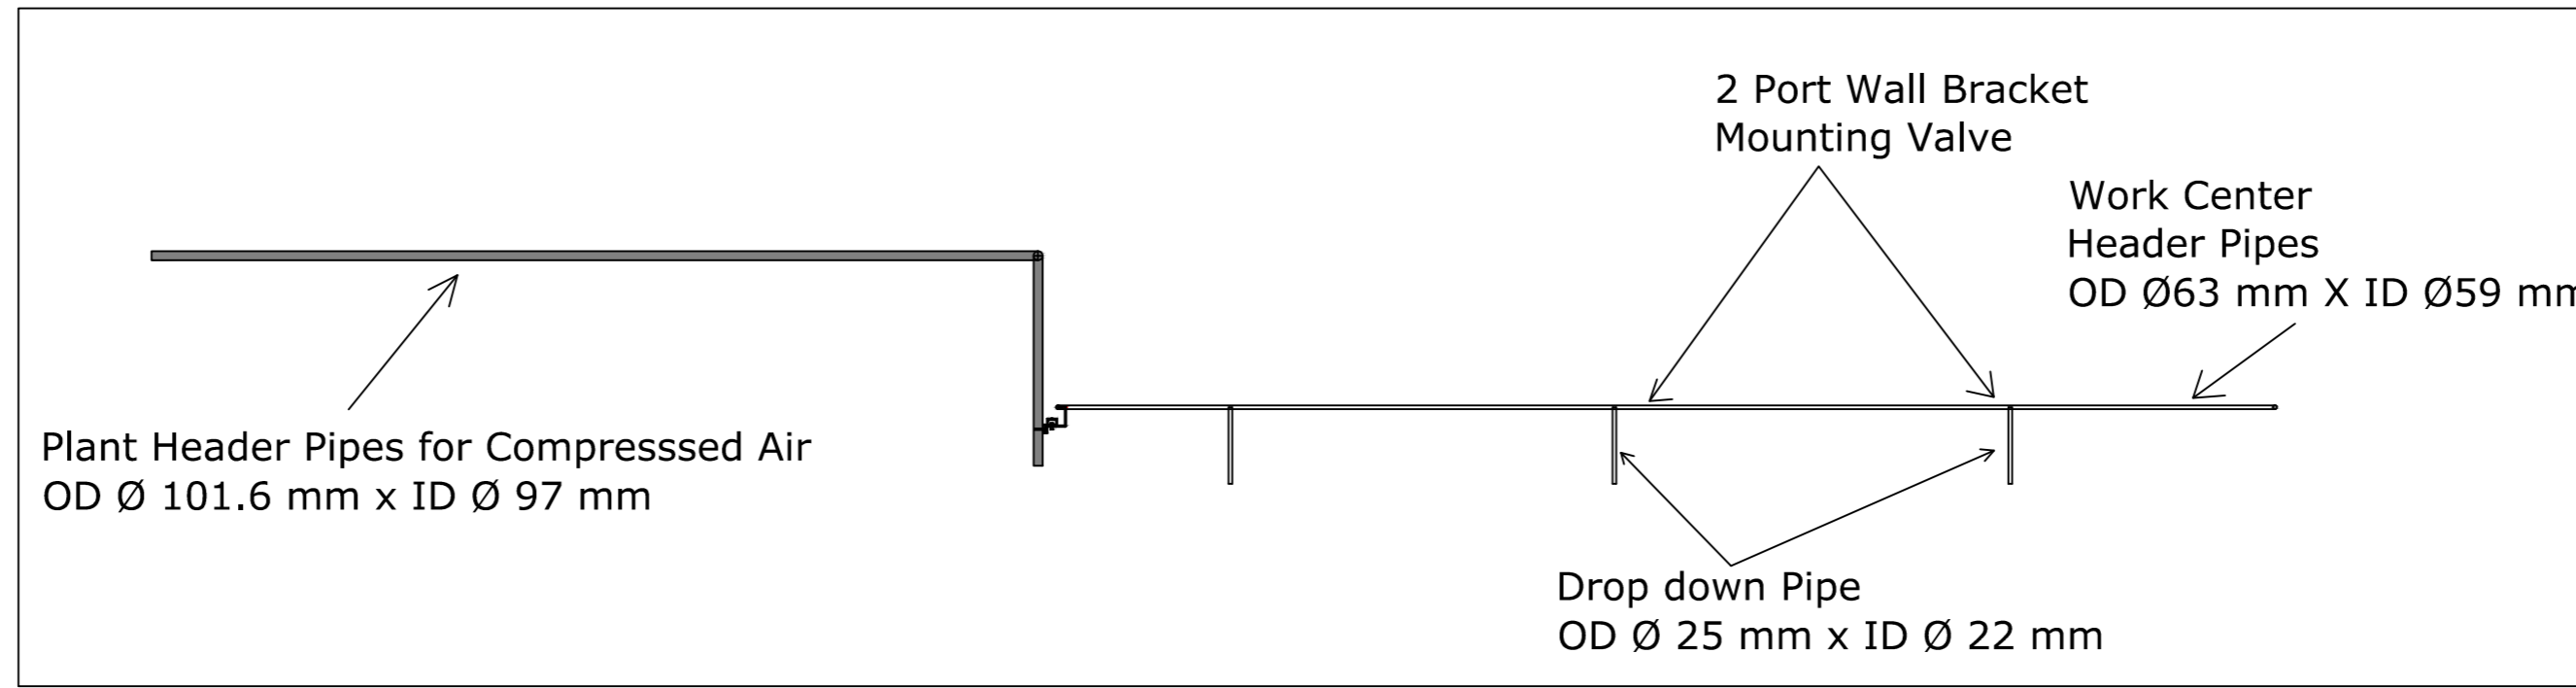 2 Port Wall Bracket
Mounting Valve
Work Center
Header Pipes
OD Ø63 mm X ID Ø59 mm
Plant Header Pipes for Compresssed Air
OD Ø 101.6 mm x ID Ø 97 mm
Drop down Pipe
OD Ø 25 mm x ID Ø 22 mm